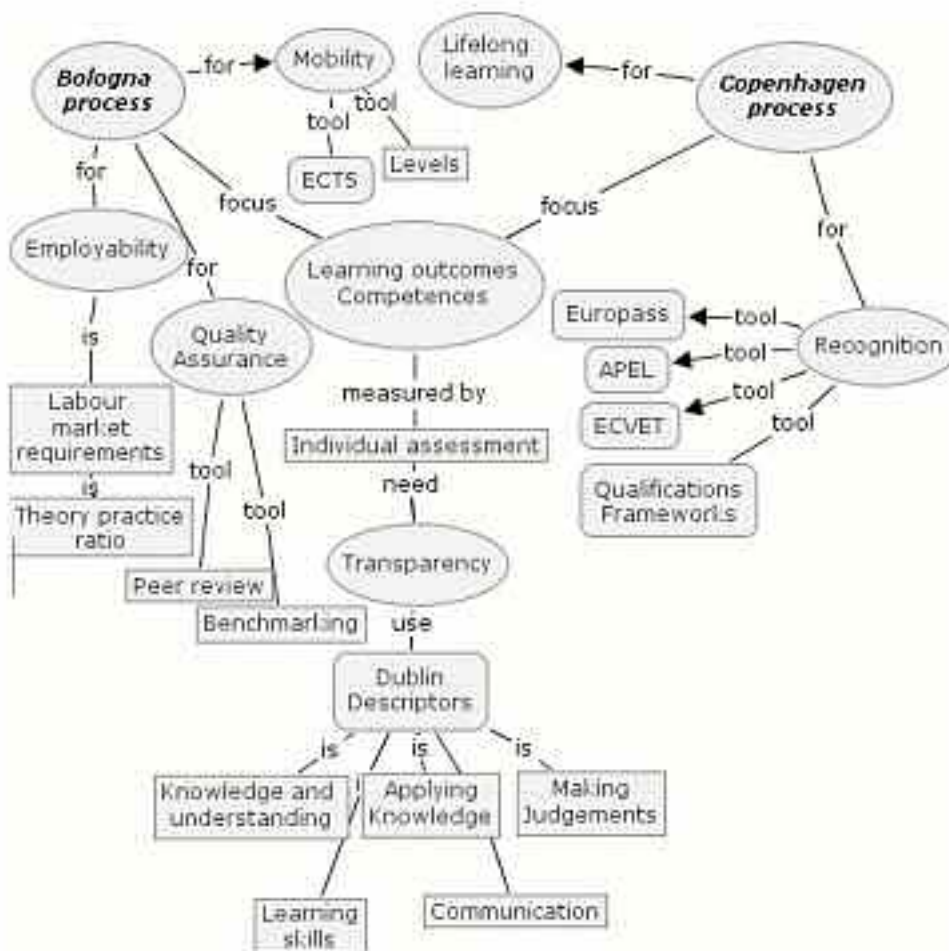 Bologna
process
for
Mobility
Lifelong
learning
for
Copenhagen
process
tool
tool
ECTS
Levels
for
focus
focus
for
Employability
for
Learning outcomes
Competences
is
Quality
Assurance
Europass
tool
Recognition
APEL
tool
ECVET
tool
tool
Labour
market
requirements
measured by
Individual assessment
tool
need
Qualifications
Frameworks
is
Theory practice
ratio
tool
Transparency
Peer review
Benchmarking
use
Dublin
Descriptors
is
is
is
Knowledge and
understanding
Applying
Knowledge
Making
Judgements
Learning
skills
Communication